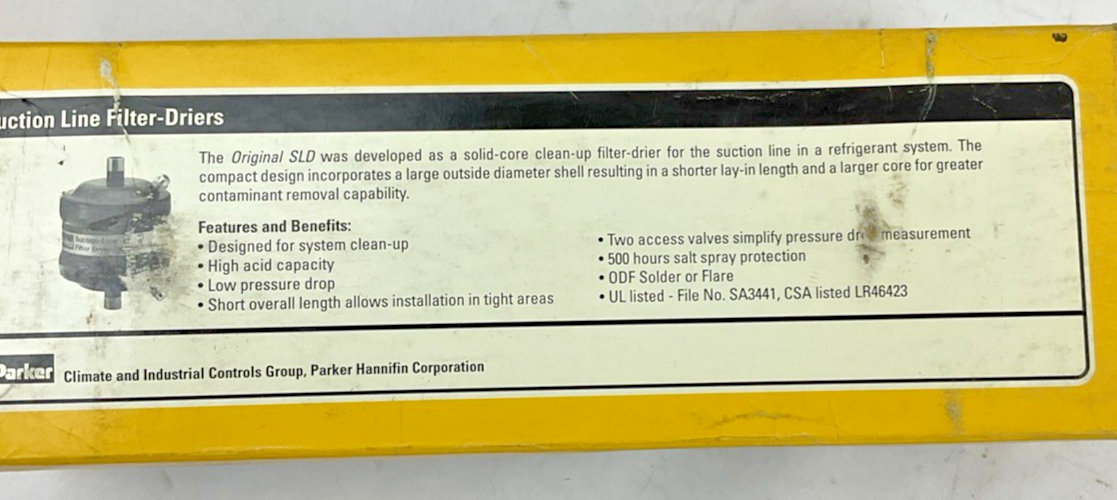 uction Line Filter-Driers
The Original SLD was developed as a solid-core clean-up filter-drier for the suction line in a refrigerant system. The
compact design incorporates a large outside diameter shell resulting in a shorter lay-in length and a larger core for greater
contaminant removal capability.
Features and Benefits:
• Designed for system clean-up
• High acid capacity
• Low pressure drop
• Short overall length allows installation in tight areas
• Two access valves simplify pressure dr measurement
• 500 hours salt spray protection
• ODF Solder or Flare
• UL listed - File No. SA3441, CSA listed LR46423
Suction Line
Filter Drier
Parker Climate and Industrial Controls Group, Parker Hannifin Corporation